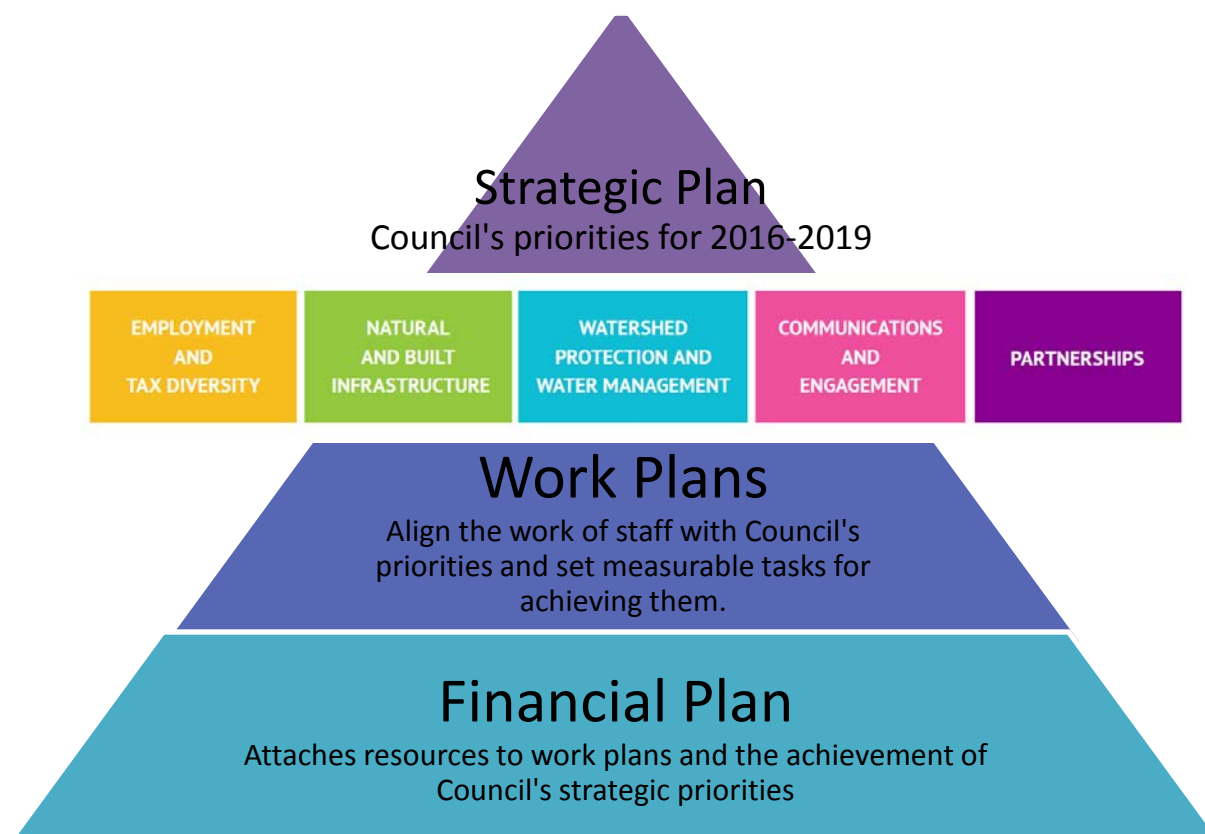 Strategic Plan
Council's priorities for 2016-2019
EMPLOYMENT
AND
TAX DIVERSITY
NATURAL
AND BUILT
INFRASTRUCTURE
WATERSHED
PROTECTION AND
WATER MANAGEMENT
COMMUNICATIONS
AND
ENGAGEMENT
PARTNERSHIPS
Work Plans
Align the work of staff with Council's
priorities and set measurable tasks for
achieving them.
Financial Plan
Attaches resources to work plans and the achievement of
Council's strategic priorities